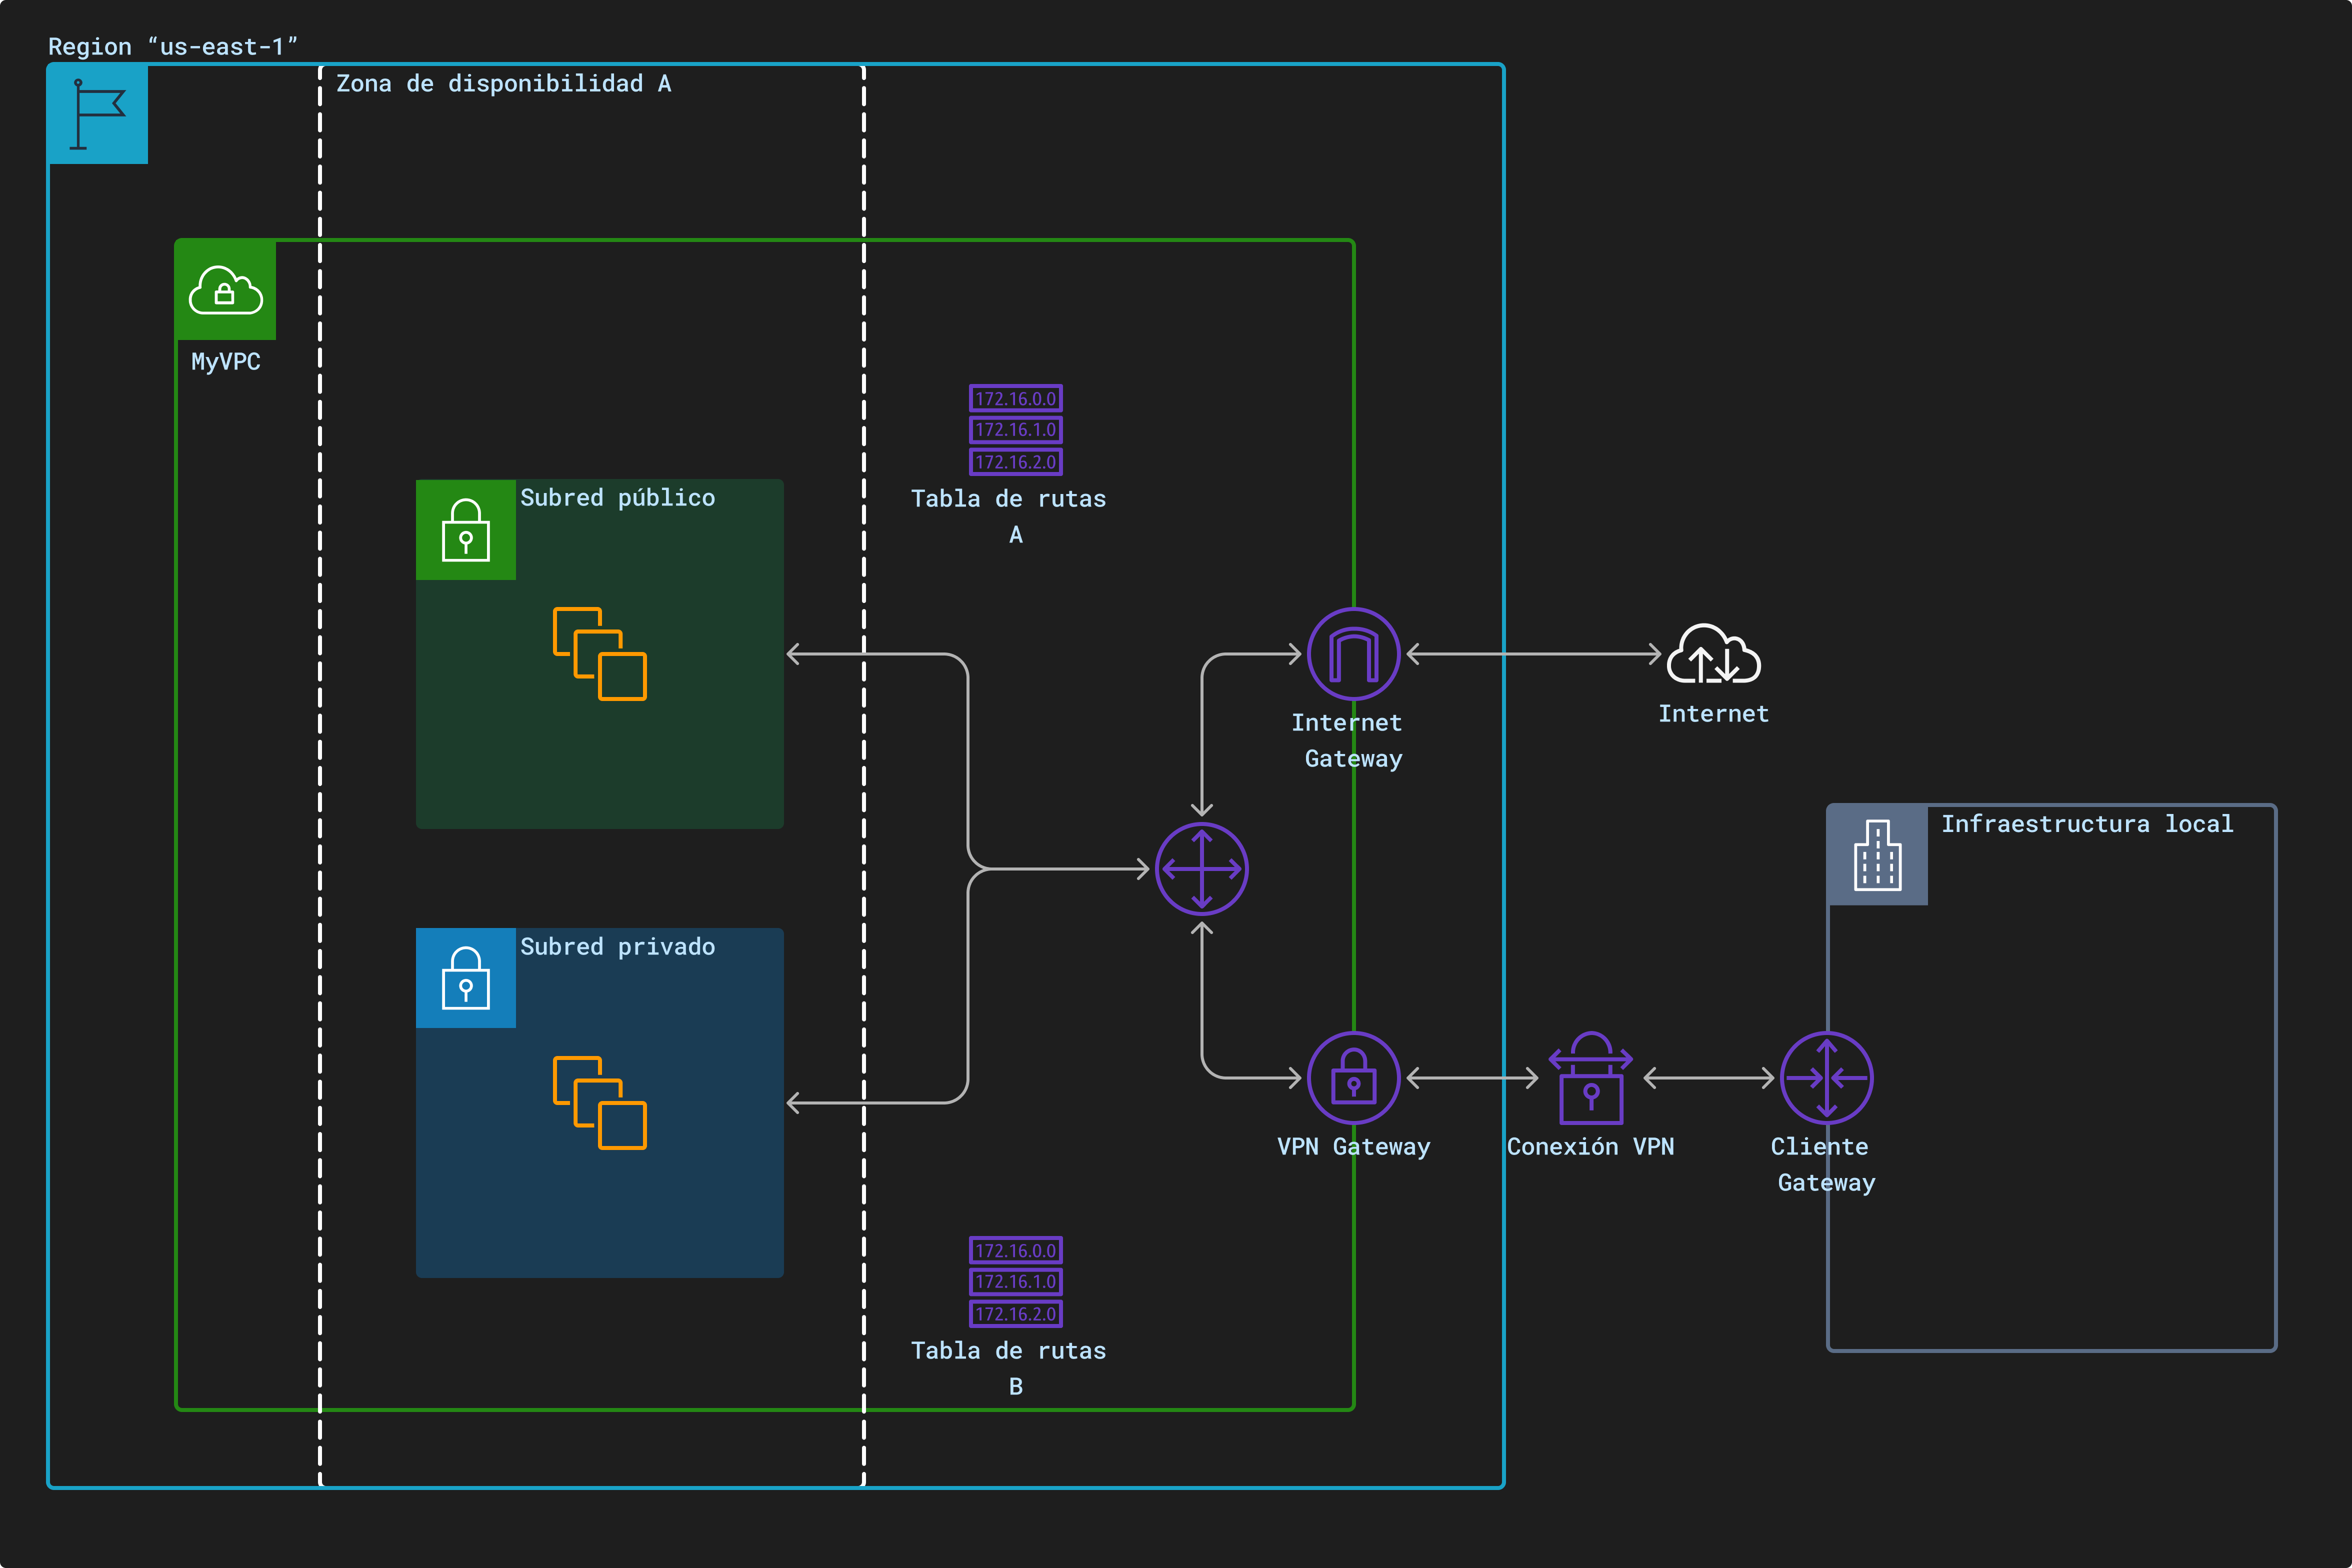 Region “us-east-1”
Zona de disponibilidad A
MyVPC
172.16.0.0
172.16.1.0
172.16.2.0
Tabla de rutas
A
Subred público
Internet
Gateway
Internet
Infraestructura local
Subred privado
VPN Gateway
Conexión VPN
Cliente
Gateway
172.16.0.0
172.16.1.0
172.16.2.0
Tabla de rutas
B